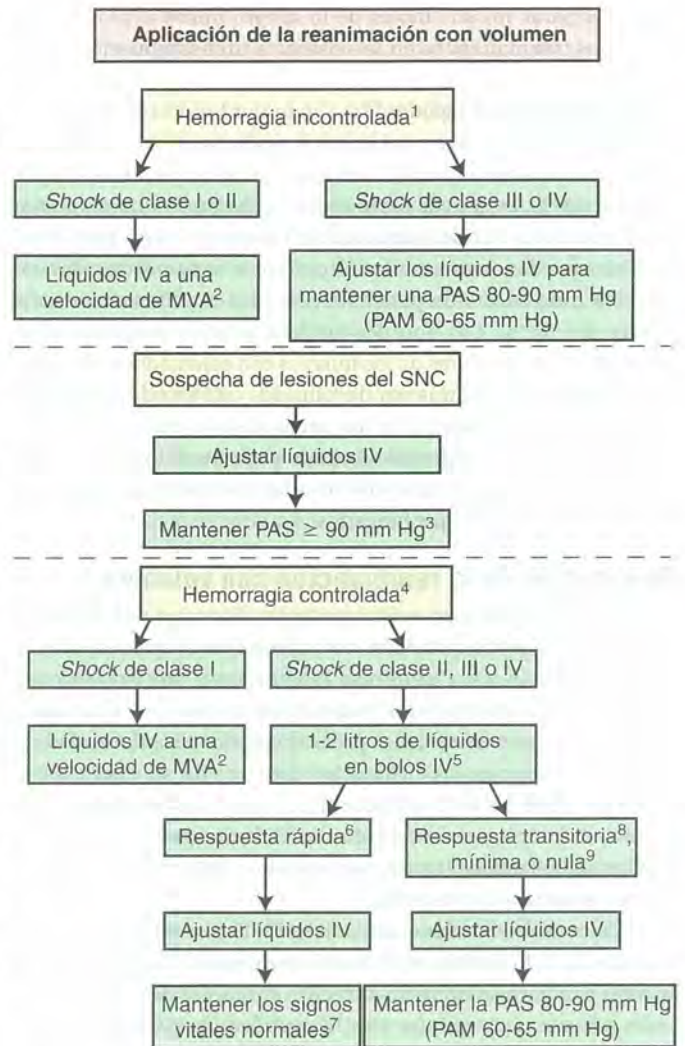 Aplicación de la reanimación con volumen
Hemorragia incontrolada¹
Shock de clase I o II
Shock de clase III o IV
Líquidos IV a una
velocidad de MVA²
Ajustar los líquidos IV para
mantener una PAS 80-90 mm Hg
(PAM 60-65 mm Hg)
Sospecha de lesiones del SNC
Ajustar líquidos IV
Mantener PAS ≥ 90 mm Hg³
Hemorragia controlada⁴
Shock de clase I
Shock de clase II, III o IV
Líquidos IV a una
velocidad de MVA²
1-2 litros de líquidos
en bolos IV⁵
Respuesta rápida⁶
Respuesta transitoria⁸,
mínima o nula⁹
Ajustar líquidos IV
Ajustar líquidos IV
Mantener los signos
vitales normales⁷
Mantener la PAS 80-90 mm Hg
(PAM 60-65 mm Hg)